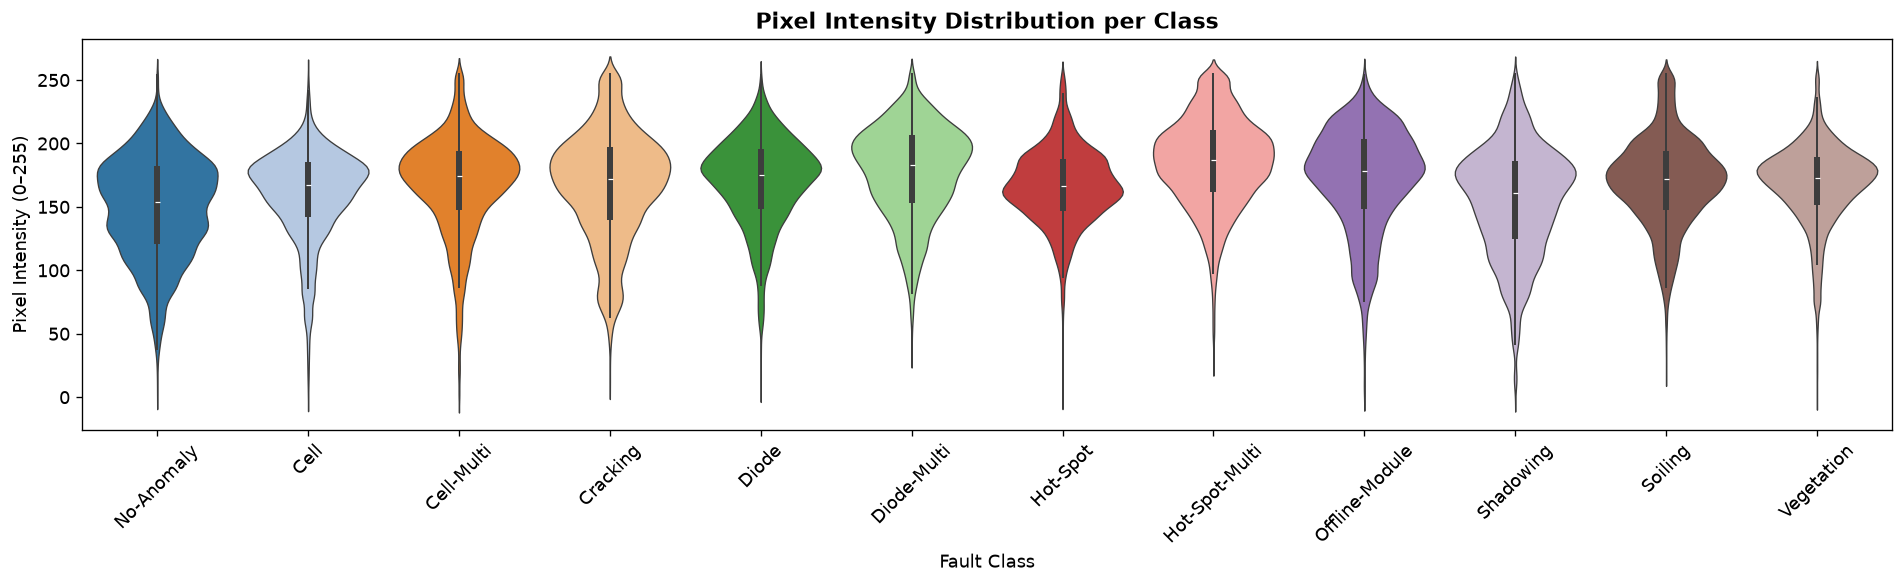 Pixel Intensity Distribution per Class
Pixel Intensity (0–255)
250
200
150
100
50
0
No-Anomaly
Cell
Cell-Multi
Cracking
Diode
Diode-Multi
Hot-Spot
Hot-Spot-Multi
Offline-Module
Shadowing
Soiling
Vegetation
Fault Class